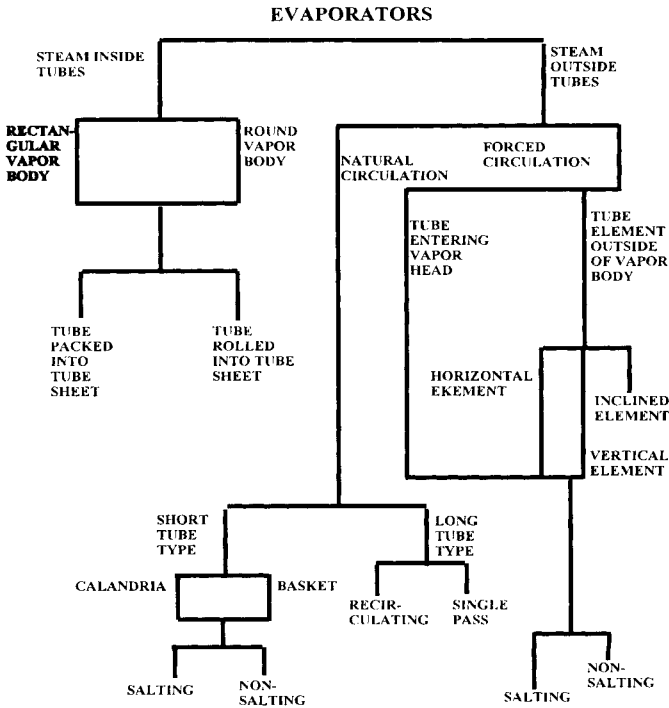 EVAPORATORS
STEAM INSIDE
TUBES
STEAM
OUTSIDE
TUBES
RECTAN-
GULAR
VAPOR
BODY
ROUND
VAPOR
BODY
NATURAL
CIRCULATION
FORCED
CIRCULATION
TUBE
ENTERING
VAPOR
HEAD
TUBE
ELEMENT
OUTSIDE
OF VAPOR
BODY
TUBE
PACKED
INTO
TUBE
SHEET
TUBE
ROLLED
INTO TUBE
SHEET
HORIZONTAL
EKEMENT
INCLINED
ELEMENT
VERTICAL
ELEMENT
SHORT
TUBE
TYPE
LONG
TUBE
TYPE
CALANDRIA
BASKET
RECIR-
CULATING
SINGLE
PASS
SALTING
NON-
SALTING
SALTING
NON-
SALTING